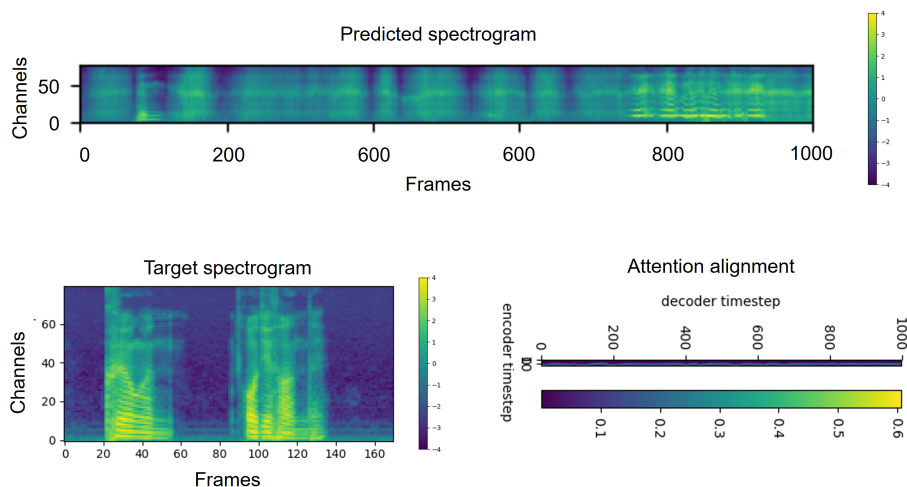 Predicted spectrogram
Channels
50
0
0 200 600 600 800 1000
Frames
4
3
2
1
0
−1
−2
−3
−4
Target spectrogram
Channels
60
40
20
0
0 20 40 60 80 100 120 140 160
Frames
4
3
2
1
0
−1
−2
−3
−4
Attention alignment
decoder timestep
0 200 400 600 800 1000
encoder timestep
0.1 0.2 0.3 0.4 0.5 0.6